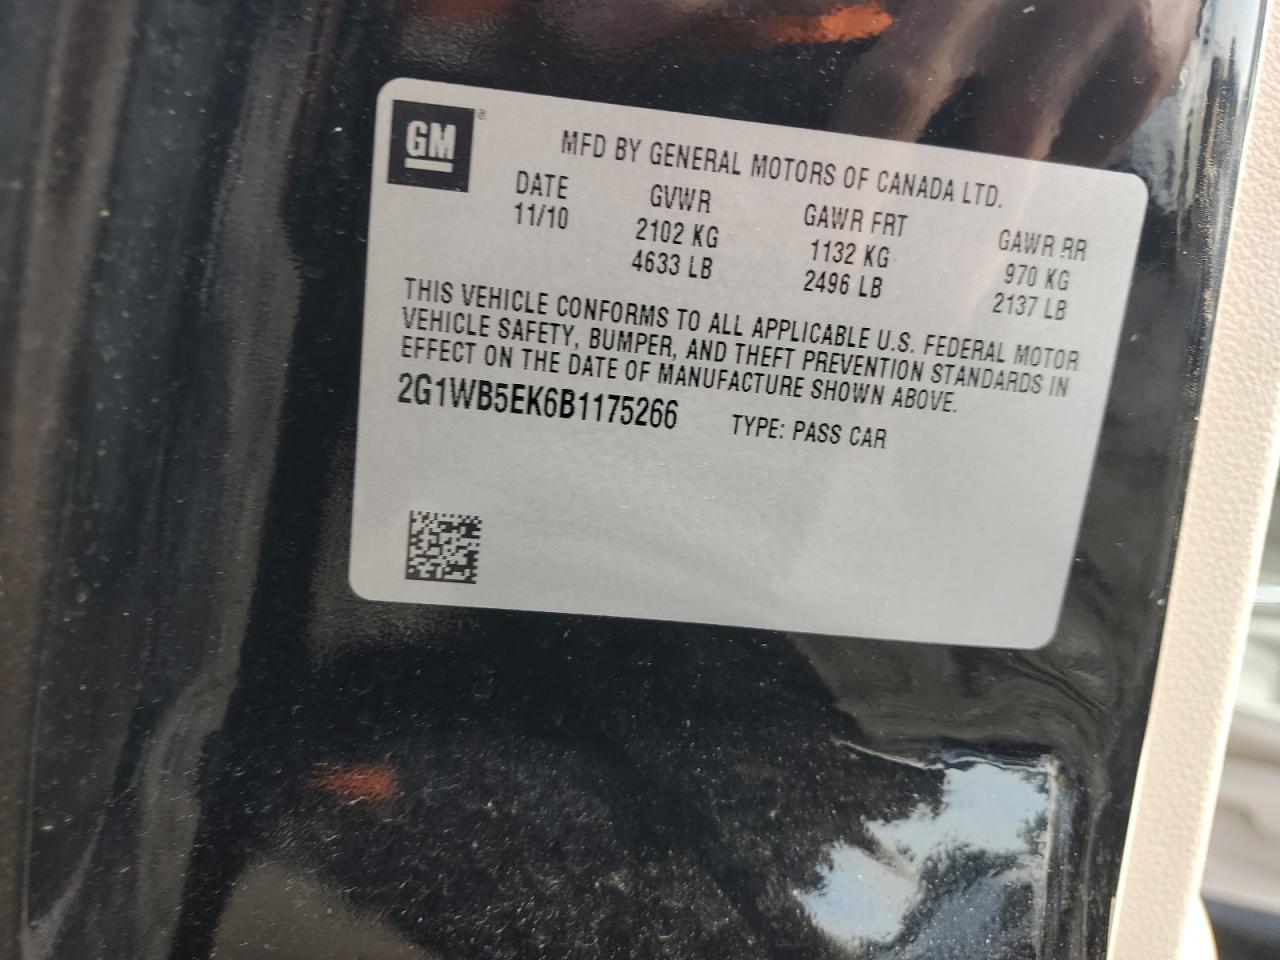 GM
MFD BY GENERAL MOTORS OF CANADA LTD.
DATE GVWR GAWR FRT GAWR RR
11/10 2102 KG 1132 KG 970 KG
4633 LB 2496 LB 2137 LB
THIS VEHICLE CONFORMS TO ALL APPLICABLE U.S. FEDERAL MOTOR
VEHICLE SAFETY, BUMPER, AND THEFT PREVENTION STANDARDS IN
EFFECT ON THE DATE OF MANUFACTURE SHOWN ABOVE.
2G1WB5EK6B1175266 TYPE: PASS CAR